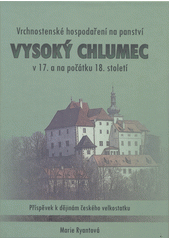 Vrchnostenské hospodaření na panství
VYSOKÝ CHLUMEC
v 17. a na počátku 18. století
Příspěvek k dějinám českého velkostatku
Marie Ryantová